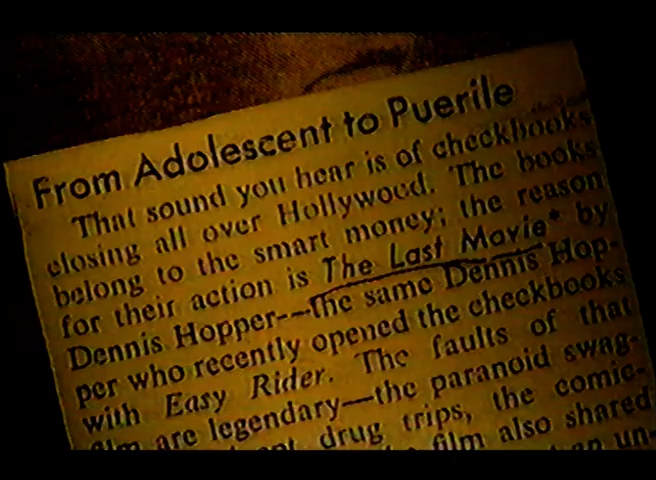 From Adolescent to Puerile
That sound you hear is of checkbooks
closing all over Hollywood. The books
belong to the smart money; the reason
for their action is The Last Movie* by
Dennis Hopper--the same Dennis Hop-
per who recently opened the checkbooks
with Easy Rider. The faults of that
film are legendary—the paranoid swag-
drug trips, the comic-
film also shared
an un-